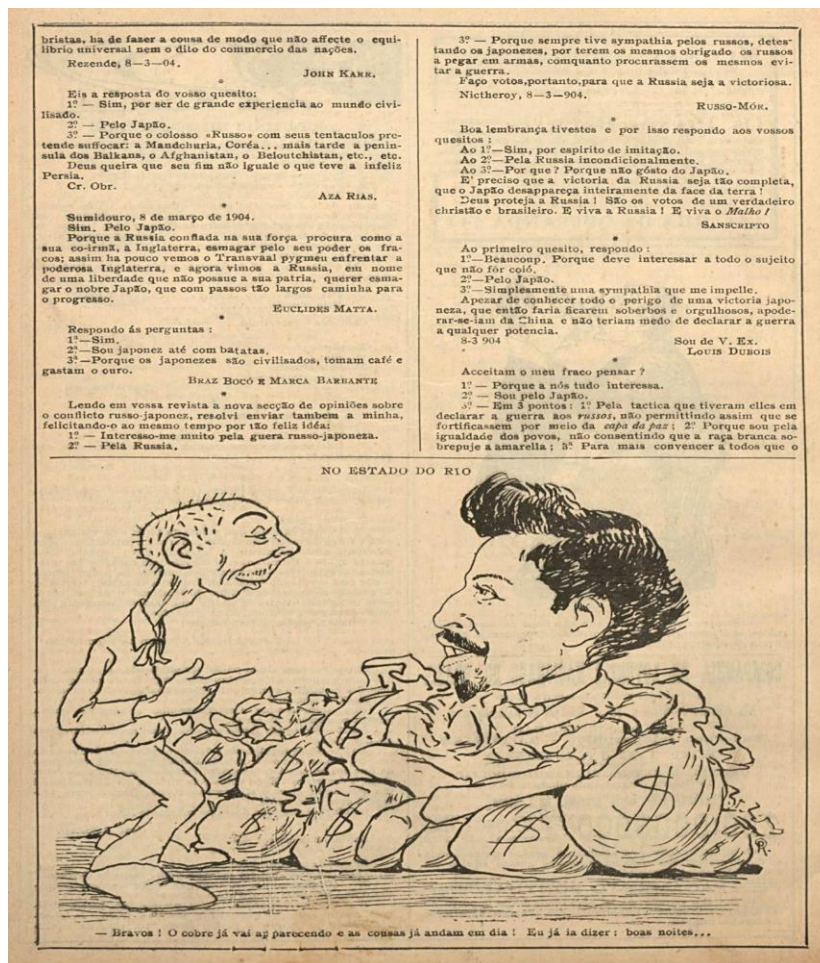 bristas, ha de fazer a cousa de modo que não affecte o equi-
librio universal nem o dito do commercio das nações.
Rezende, 8—3—04.
JOHN KARR.
*
Eis a resposta do vosso quesito:
1º — Sim, por ser de grande experiencia ao mundo civi-
lisado.
2º — Pelo Japão.
3º — Porque o colosso «Russo» com seus tentaculos pre-
tende suffocar: a Mandchuria, Coréa... mais tarde a penin-
sula dos Balkans, o Afghanistan, o Beloutchistan, etc., etc.
Deus queira que seu fim não iguale o que teve a infeliz
Persia.
Cr. Obr.
AZA RIAS.
*
Sumidouro, 8 de março de 1904.
Sim. Pelo Japão.
Porque a Russia confiada na sua força procura como a
sua co-irmã, a Inglaterra, esmagar pelo seu poder os fra-
cos; assim ha pouco vemos o Transvaal pygmeu enfrentar a
poderosa Inglaterra, e agora vimos a Russia, em nome
de uma liberdade que não possue a sua patria, querer esma-
gar o nobre Japão, que com passos tão largos caminha para
o progresso.
EUCLIDES MATTA.
*
Respondo ás perguntas :
1º—Sim.
2º—Sou japonez até com batatas.
3º—Porque os japonezes são civilisados, tomam café e
gastam o ouro.
BRAZ BOCÓ E MARCA BARBANTE
*
Lendo em vossa revista a nova secção de opiniões sobre
o conflicto russo-japonez, resolvi enviar tambem a minha,
felicitando-o ao mesmo tempo por tão feliz idéa:
1º — Interesso-me muito pela guera russo-japoneza.
2º — Pela Russia.
3º — Porque sempre tive sympathia pelos russos, detes-
tando os japonezes, por terem os mesmos obrigado os russos
a pegar em armas, comquanto procurassem os mesmos evi-
tar a guerra.
Faço votos,portanto,para que a Russia seja a victoriosa.
Nictheroy, 8—3—904.
RUSSO-MÓR.
*
Boa lembrança tivestes e por isso respondo aos vossos
quesitos :
Ao 1º—Sim, por espirito de imitação.
Ao 2º—Pela Russia incondicionalmente.
Ao 3º—Por que ? Porque não gósto do Japão.
E' preciso que a victoria da Russia seja tão completa,
que o Japão desappareça inteiramente da face da terra !
Deus proteja a Russia ! São os votos de um verdadeiro
christão e brasileiro. E viva a Russia ! E viva o Malho !
SANSCRIPTO
*
Ao primeiro quesito, respondo :
1º—Beaucoup. Porque deve interessar a todo o sujeito
que não fôr coió.
2º—Pelo Japão.
3º—Simplesmente uma sympathia que me impelle.
Apezar de conhecer todo o perigo de uma victoria japo-
neza, que então faria ficarem soberbos e orgulhosos, apode-
rar-se-iam da China e não teriam medo de declarar a guerra
a qualquer potencia.
8-3 904 Sou de V. Ex.
LOUIS DUBOIS
*
Acceitam o meu fraco pensar ?
1º — Porque a nós tudo interessa.
2º — Sou pelo Japão.
3º — Em 3 pontos : 1º Pela tactica que tiveram elles em
declarar a guerra aos russos, não permittindo assim que se
fortificassem por meio da capa da paz ; 2º Porque sou pela
igualdade dos povos, não consentindo que a raça branca so-
brepuje a amarella ; 3º Para mais convencer a todos que o
NO ESTADO DO RIO
$ $ $ $ $ $
— Bravos ! O cobre já vai apparecendo e as cousas já andam em dia ! Eu já ia dizer : boas noites...